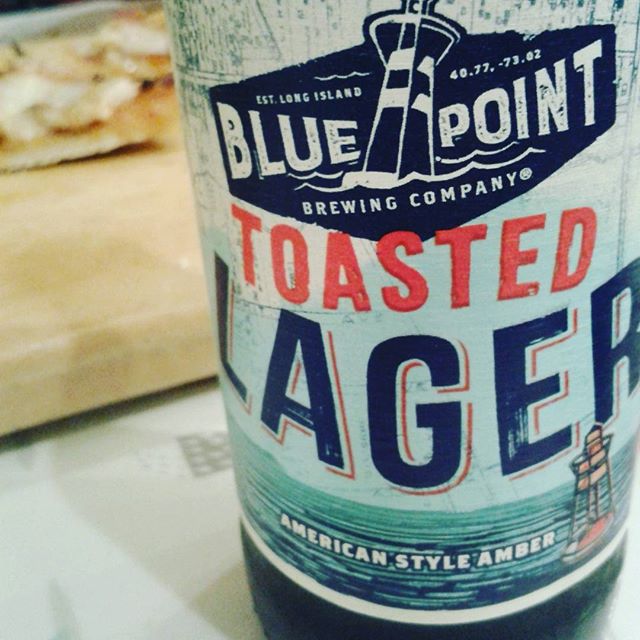 EST. LONG ISLAND
40.77, -73.02
BLUE POINT
BREWING COMPANY®
TOASTED
LAGER
AMERICAN STYLE AMBER